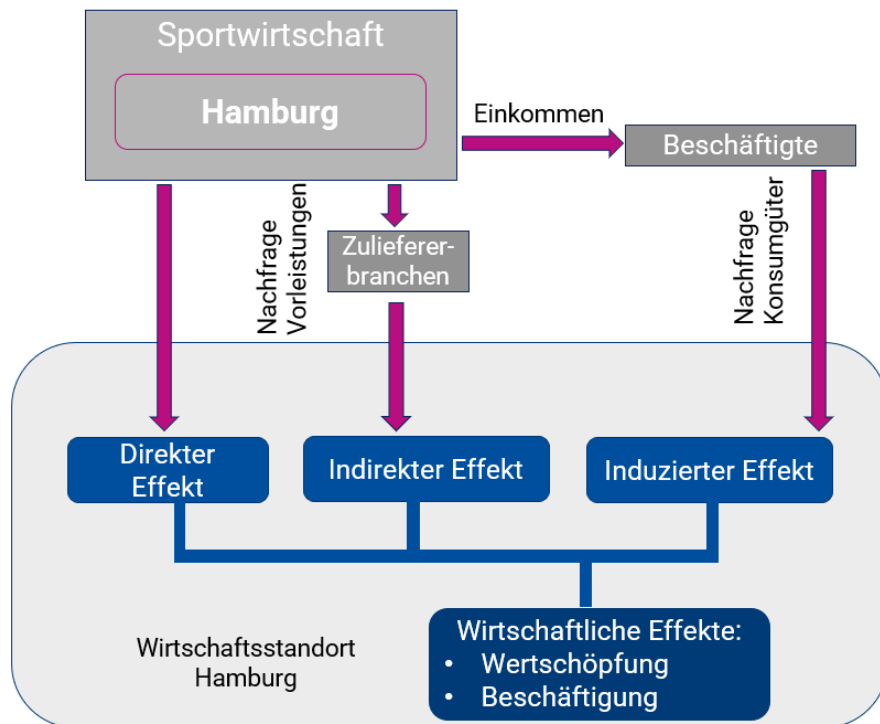 Sportwirtschaft
Hamburg
Einkommen
Beschäftigte
Nachfrage
Vorleistungen
Zulieferer-
branchen
Nachfrage
Konsumgüter
Direkter
Effekt
Indirekter Effekt
Induzierter Effekt
Wirtschaftsstandort
Hamburg
Wirtschaftliche Effekte:
• Wertschöpfung
• Beschäftigung